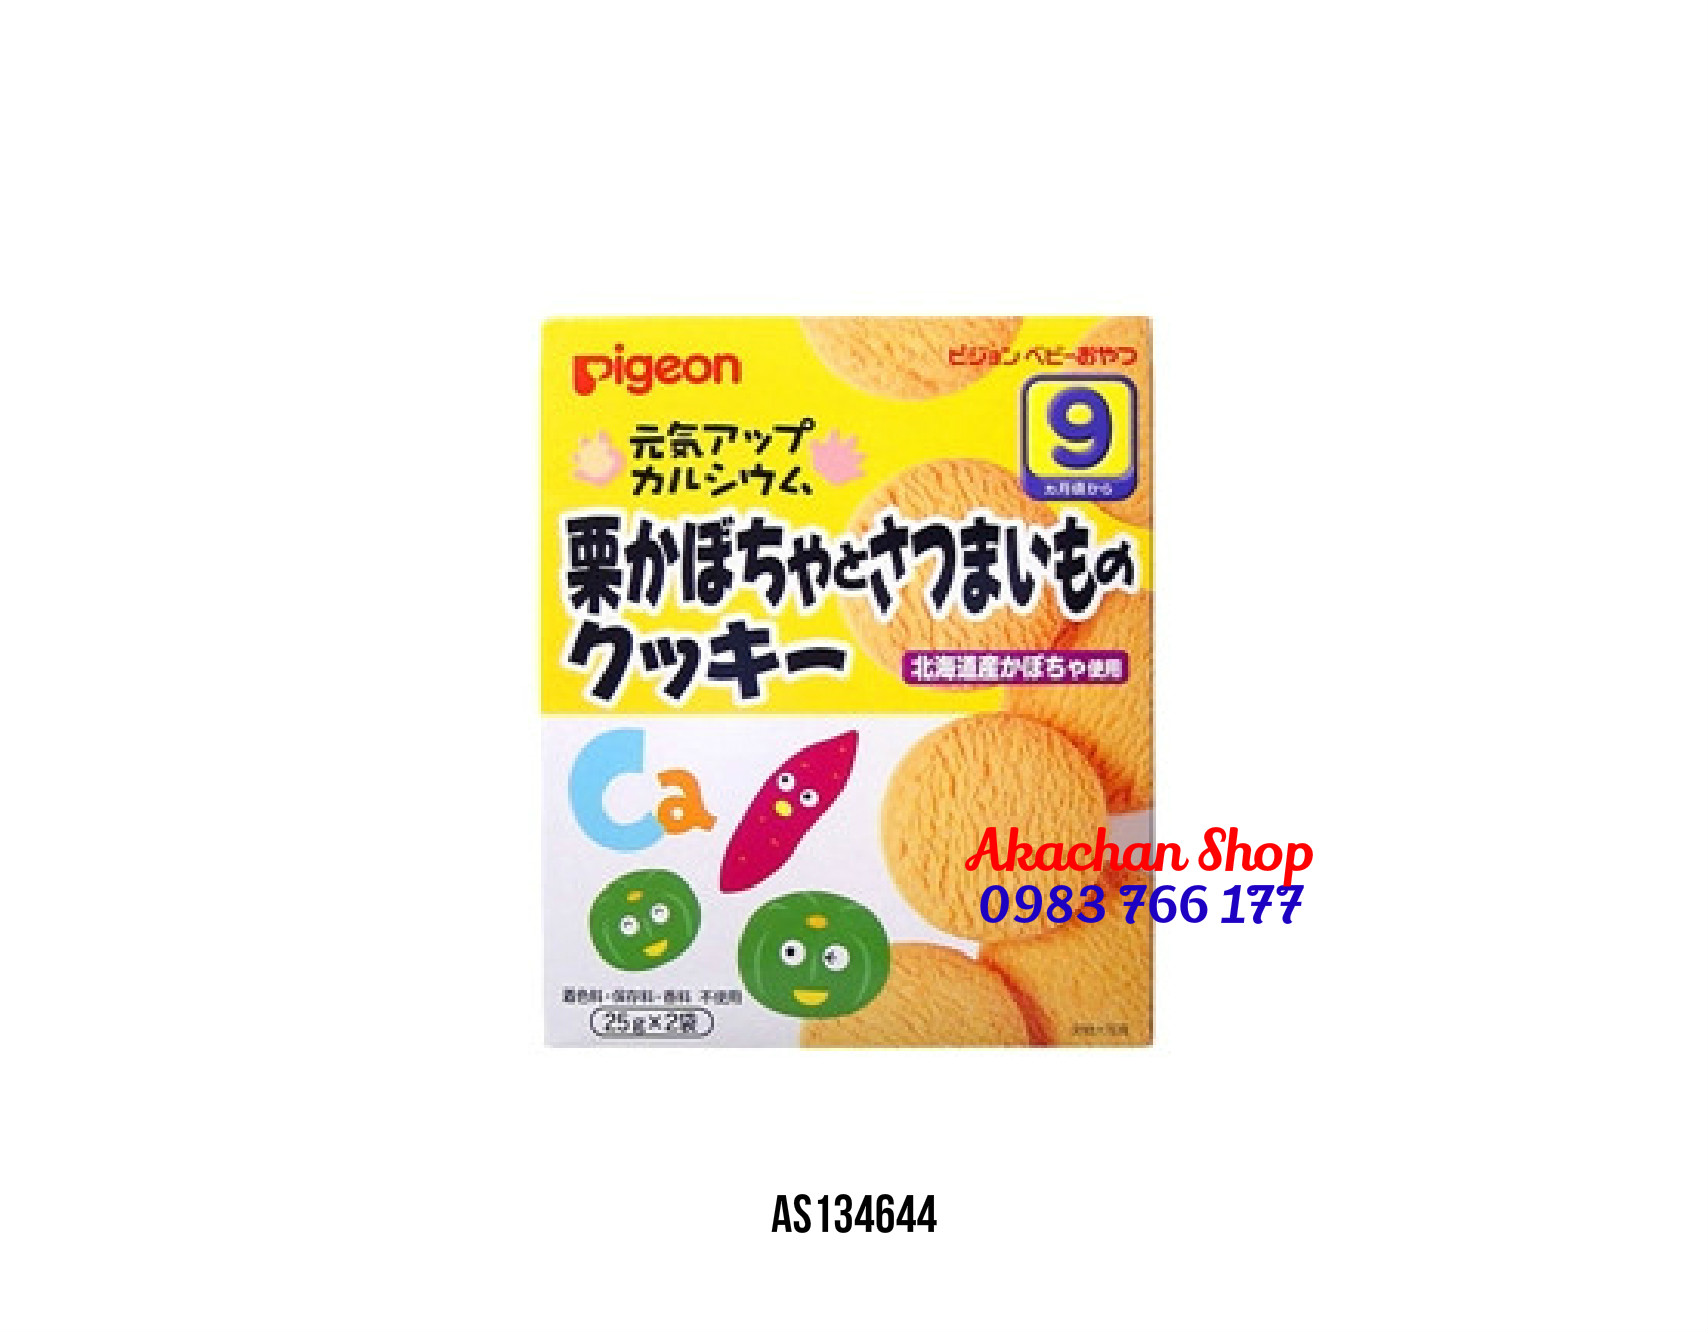 pigeon
ピジョン ベビーおやつ
9
ヵ月頃から
元気アップ
カルシウム
栗かぼちゃとさつまいもの
クッキー
北海道産かぼちゃ使用
Ca
Akachan Shop
0983 766 177
着色料・保存料・香料 不使用
25g×2袋
AS134644